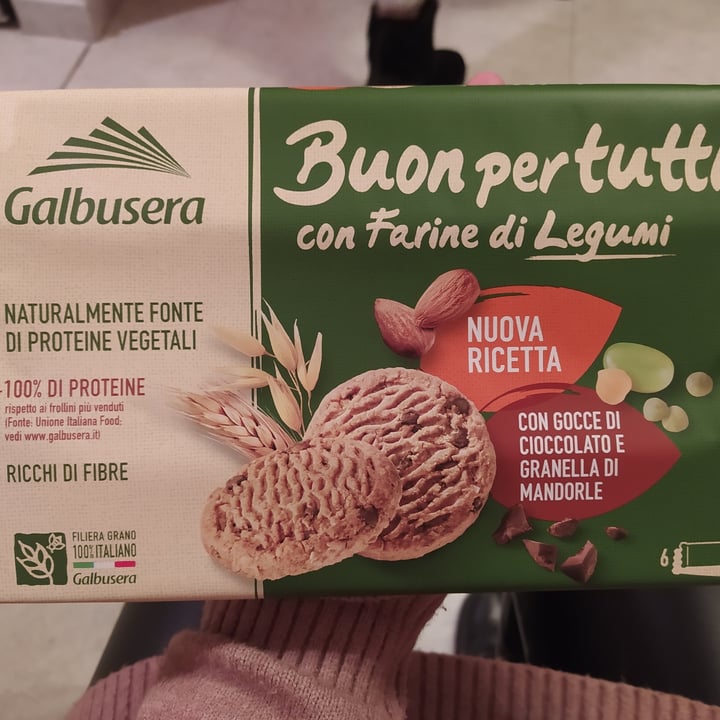 Galbusera
NATURALMENTE FONTE
DI PROTEINE VEGETALI
+100% DI PROTEINE
rispetto ai frollini più venduti
(Fonte: Unione Italiana Food;
vedi www.galbusera.it)
RICCHI DI FIBRE
FILIERA GRANO
100% ITALIANO
Galbusera
Buon per tutti
con Farine di Legumi
NUOVA
RICETTA
CON GOCCE DI
CIOCCOLATO E
GRANELLA DI
MANDORLE
6